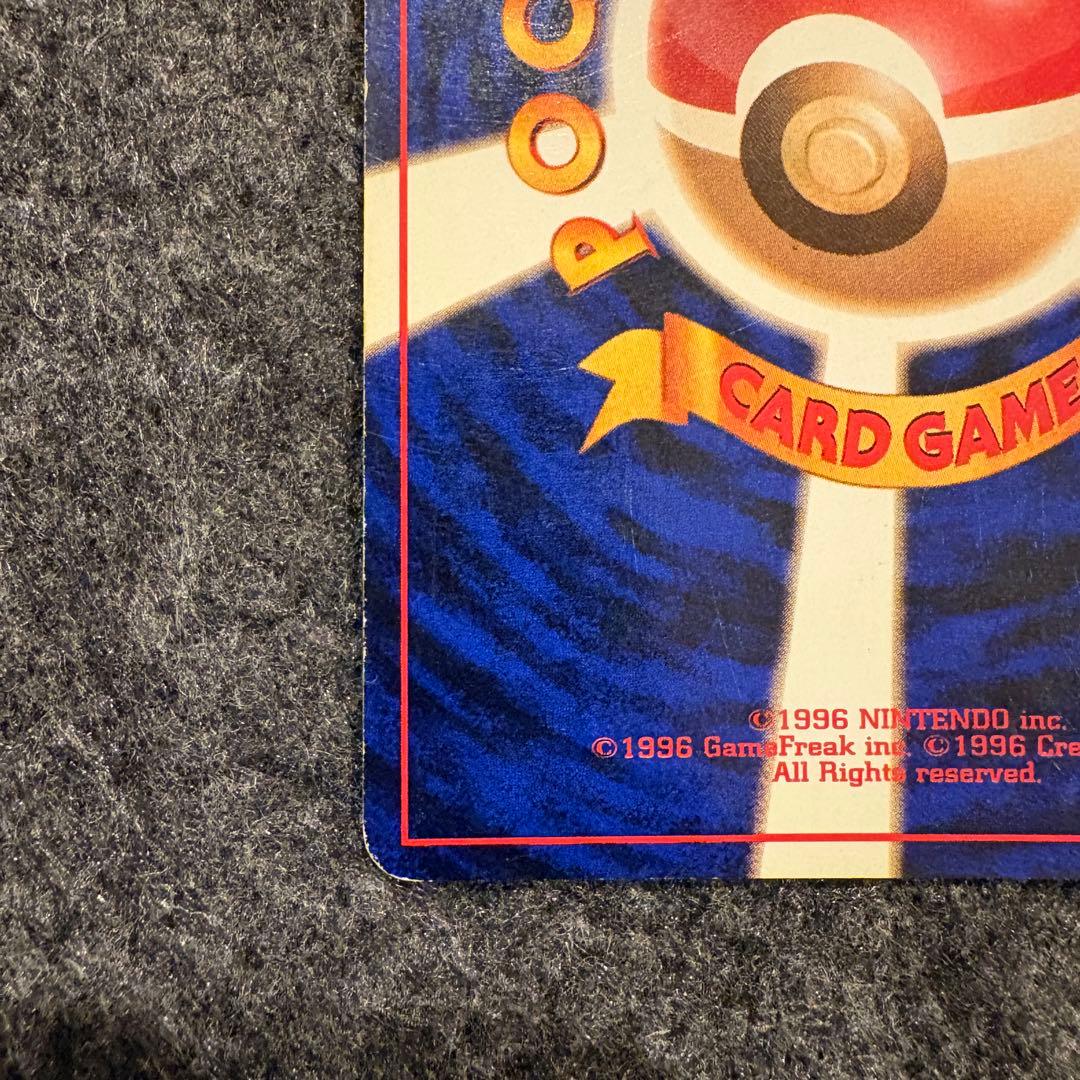 POC
CARD GAME
©1996 NINTENDO inc.
©1996 GameFreak inc. ©1996 Cre
All Rights reserved.